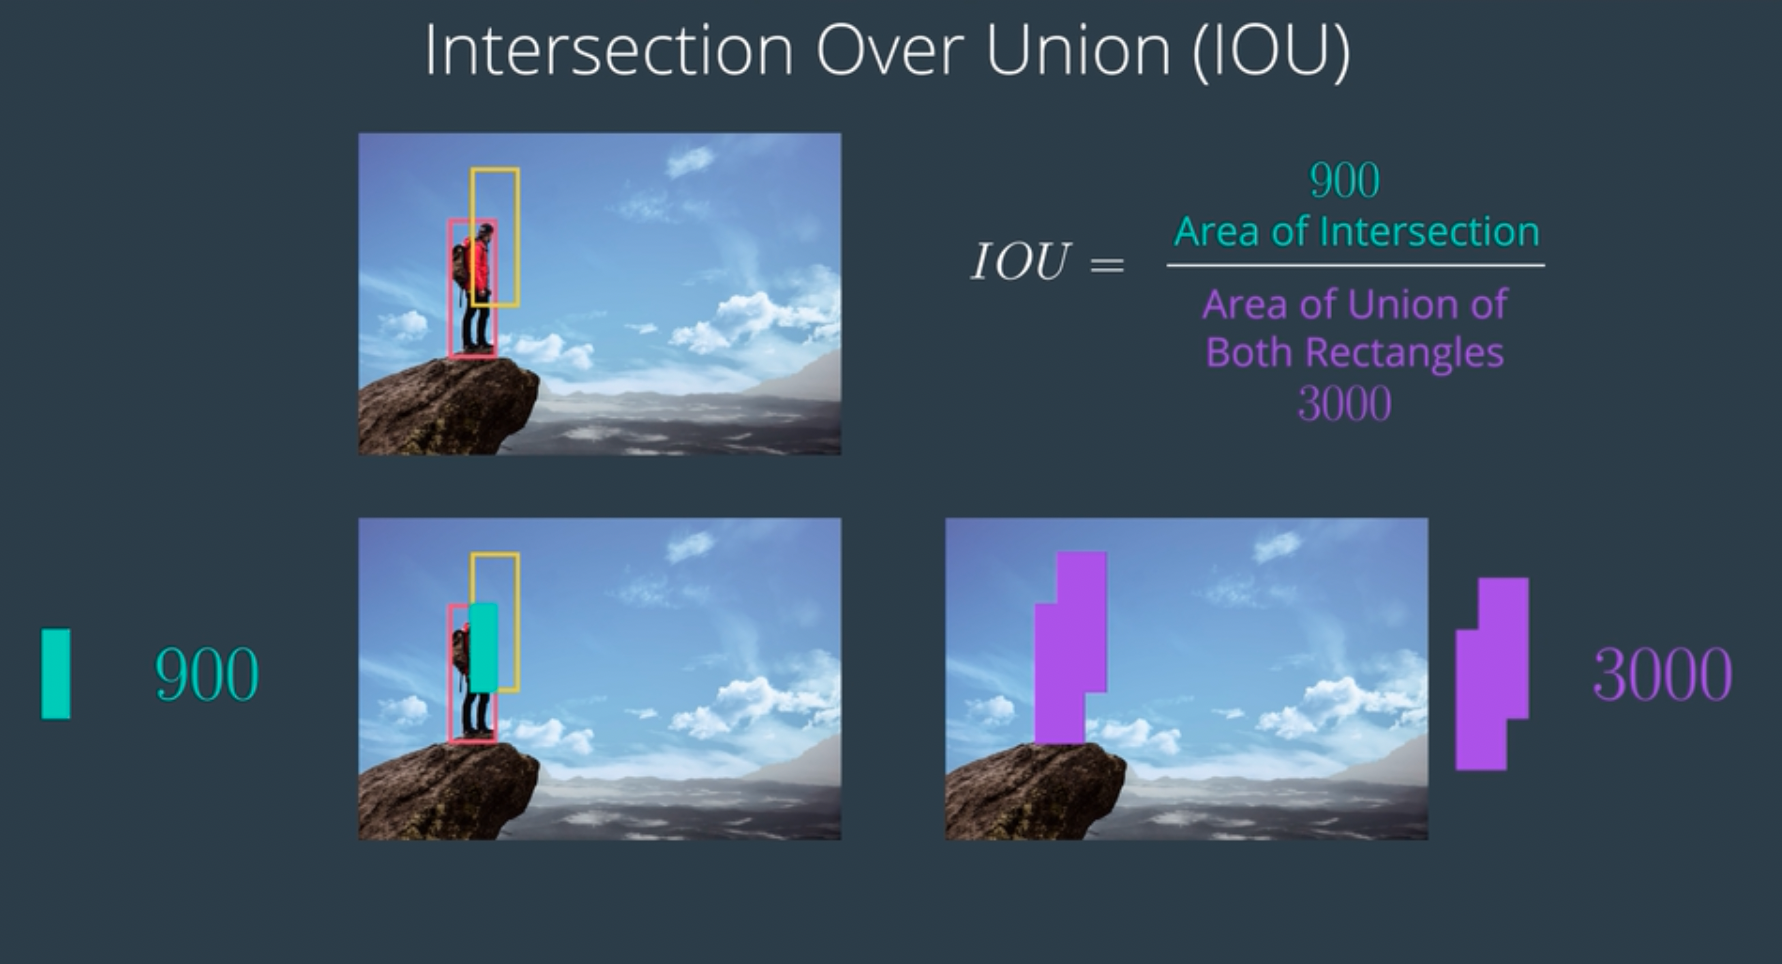 Intersection Over Union (IOU)
900
Area of Intersection
IOU =
Area of Union of
Both Rectangles
3000
900
3000